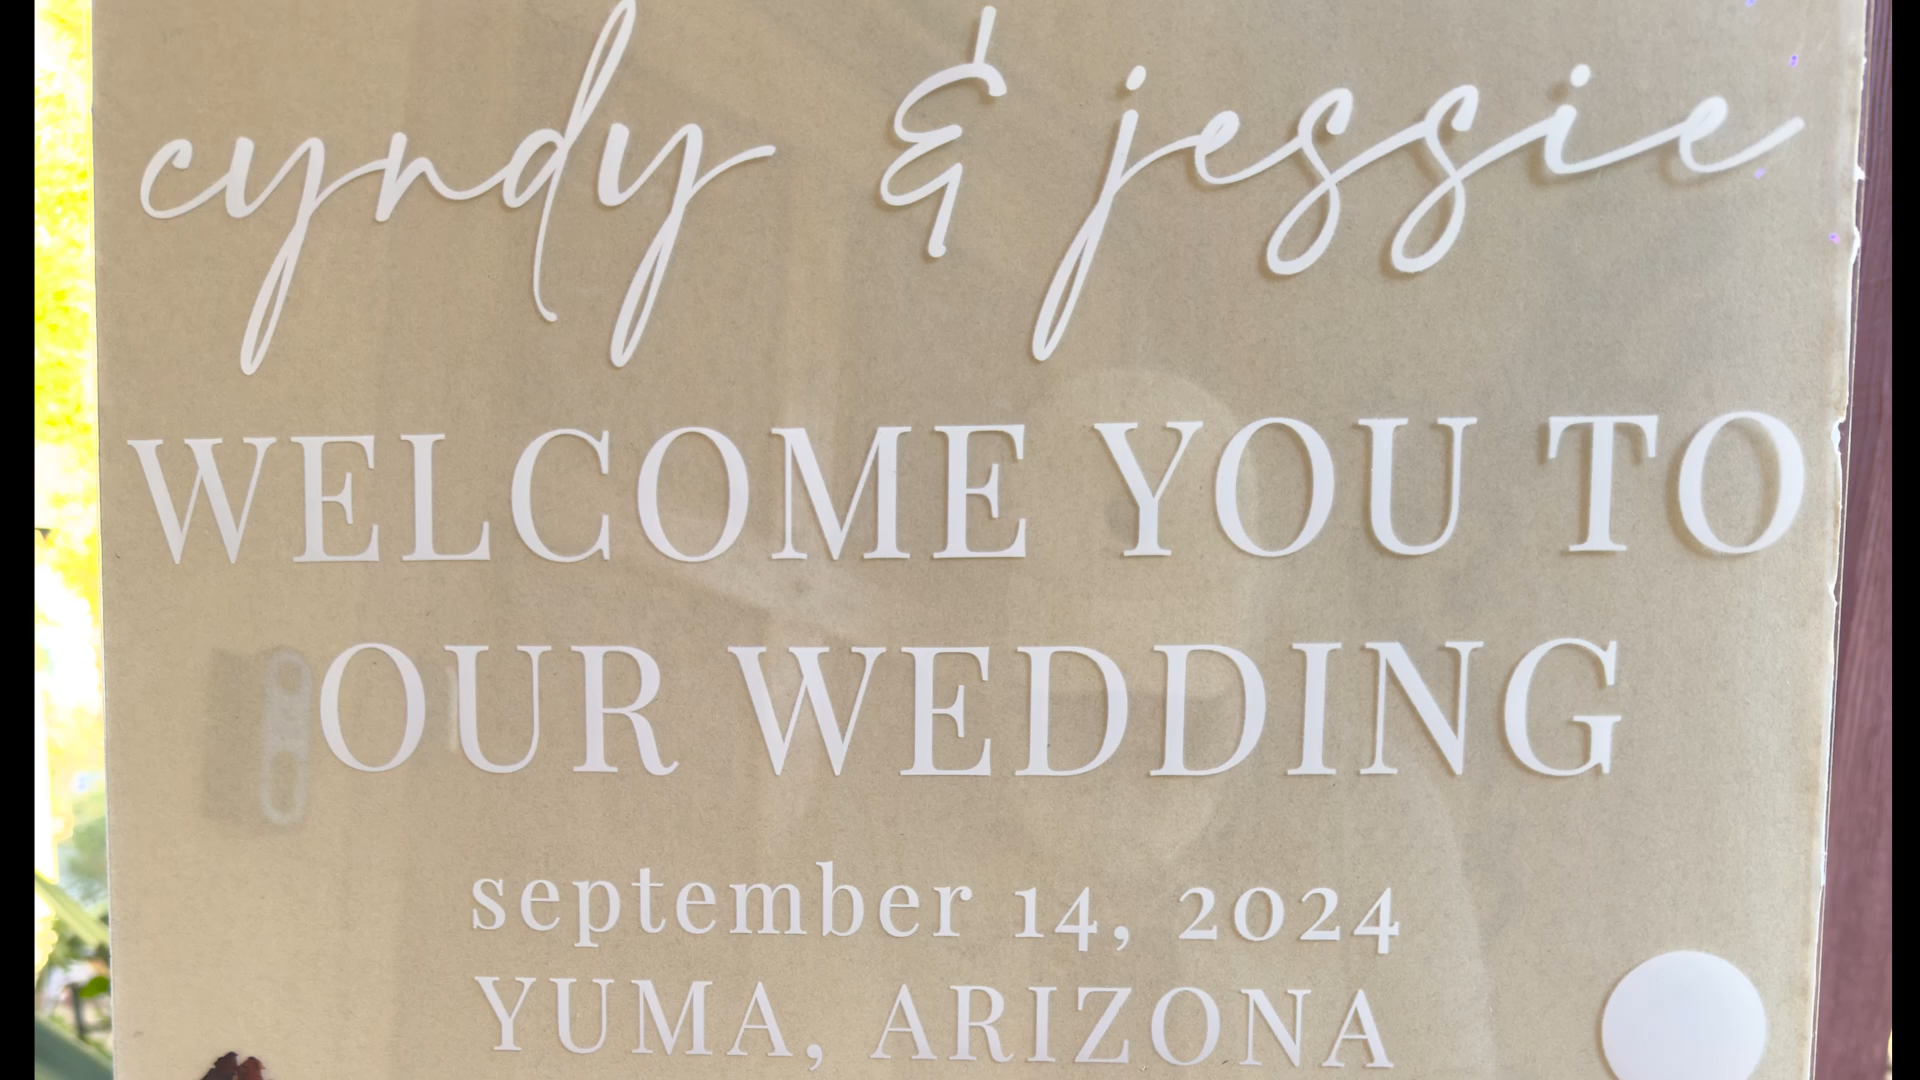 cyndy & jessie
WELCOME YOU TO
OUR WEDDING
september 14, 2024
YUMA, ARIZONA